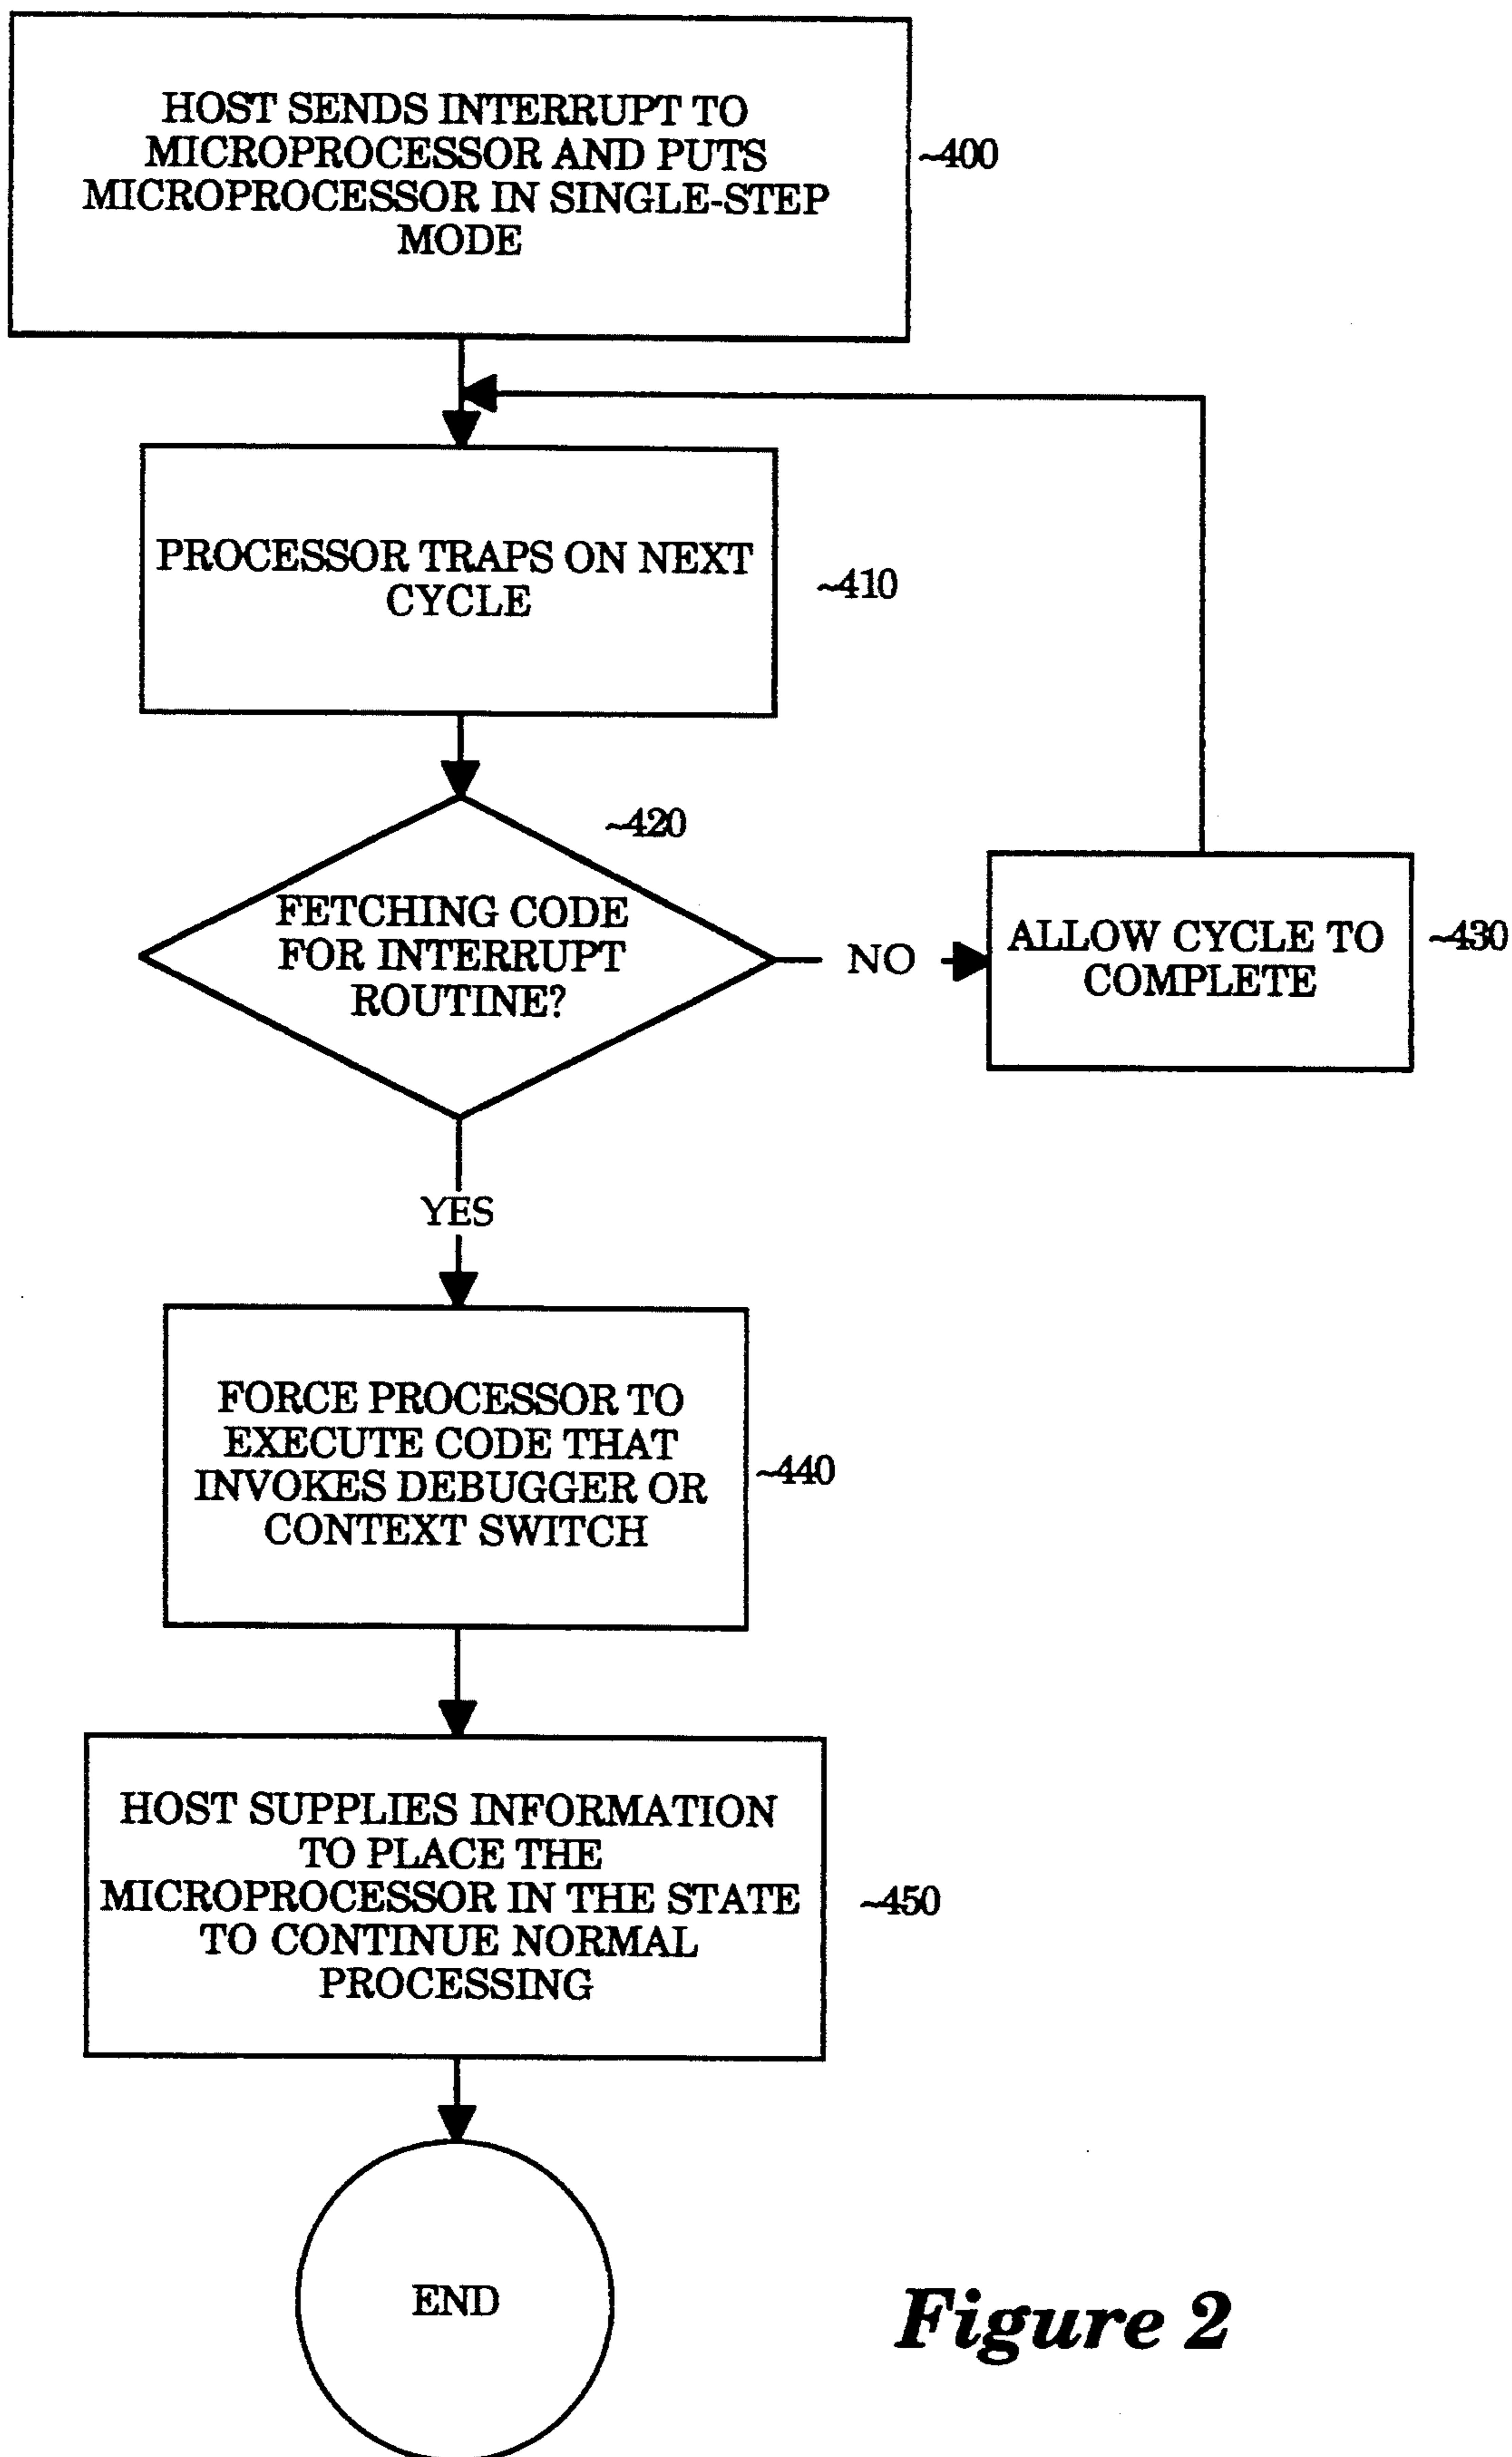 HOST SENDS INTERRUPT TO
MICROPROCESSOR AND PUTS
MICROPROCESSOR IN SINGLE-STEP
MODE
~400
PROCESSOR TRAPS ON NEXT
CYCLE
~410
~420
FETCHING CODE
FOR INTERRUPT
ROUTINE?
NO
ALLOW CYCLE TO
COMPLETE
~430
YES
FORCE PROCESSOR TO
EXECUTE CODE THAT
INVOKES DEBUGGER OR
CONTEXT SWITCH
~440
HOST SUPPLIES INFORMATION
TO PLACE THE
MICROPROCESSOR IN THE STATE
TO CONTINUE NORMAL
PROCESSING
~450
END
Figure 2